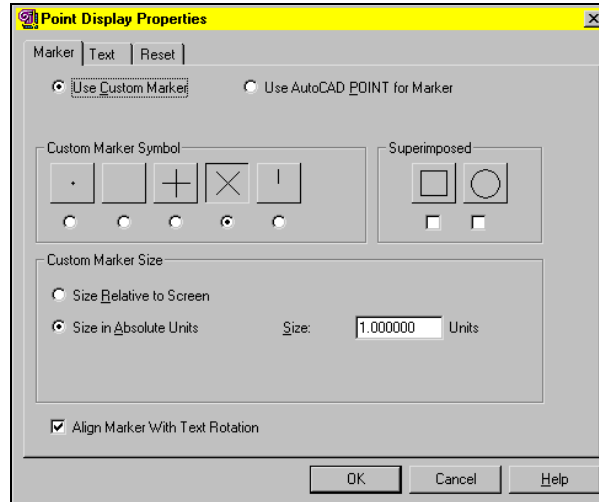 Point Display Properties
Marker Text Reset
Use Custom Marker Use AutoCAD POINT for Marker
Custom Marker Symbol Superimposed
Custom Marker Size
Size Relative to Screen
Size in Absolute Units Size: 1.000000 Units
Align Marker With Text Rotation
OK Cancel Help